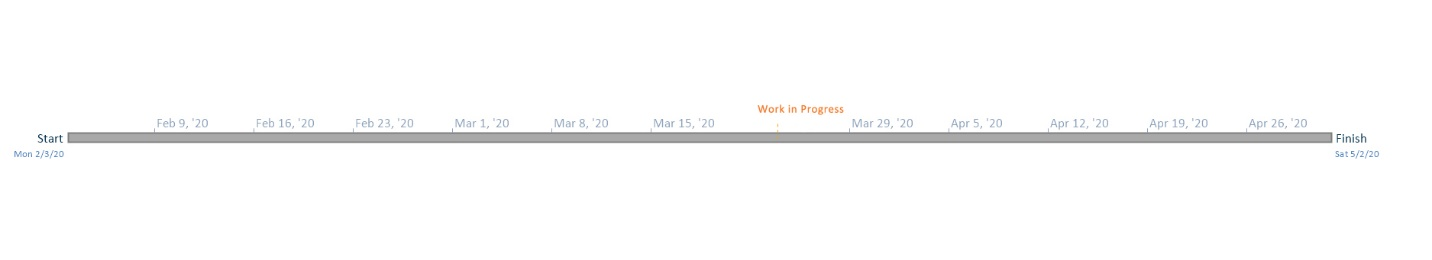 Work in Progress
Feb 9, '20 Feb 16, '20 Feb 23, '20 Mar 1, '20 Mar 8, '20 Mar 15, '20 Mar 29, '20 Apr 5, '20 Apr 12, '20 Apr 19, '20 Apr 26, '20
Start Finish
Mon 2/3/20 Sat 5/2/20